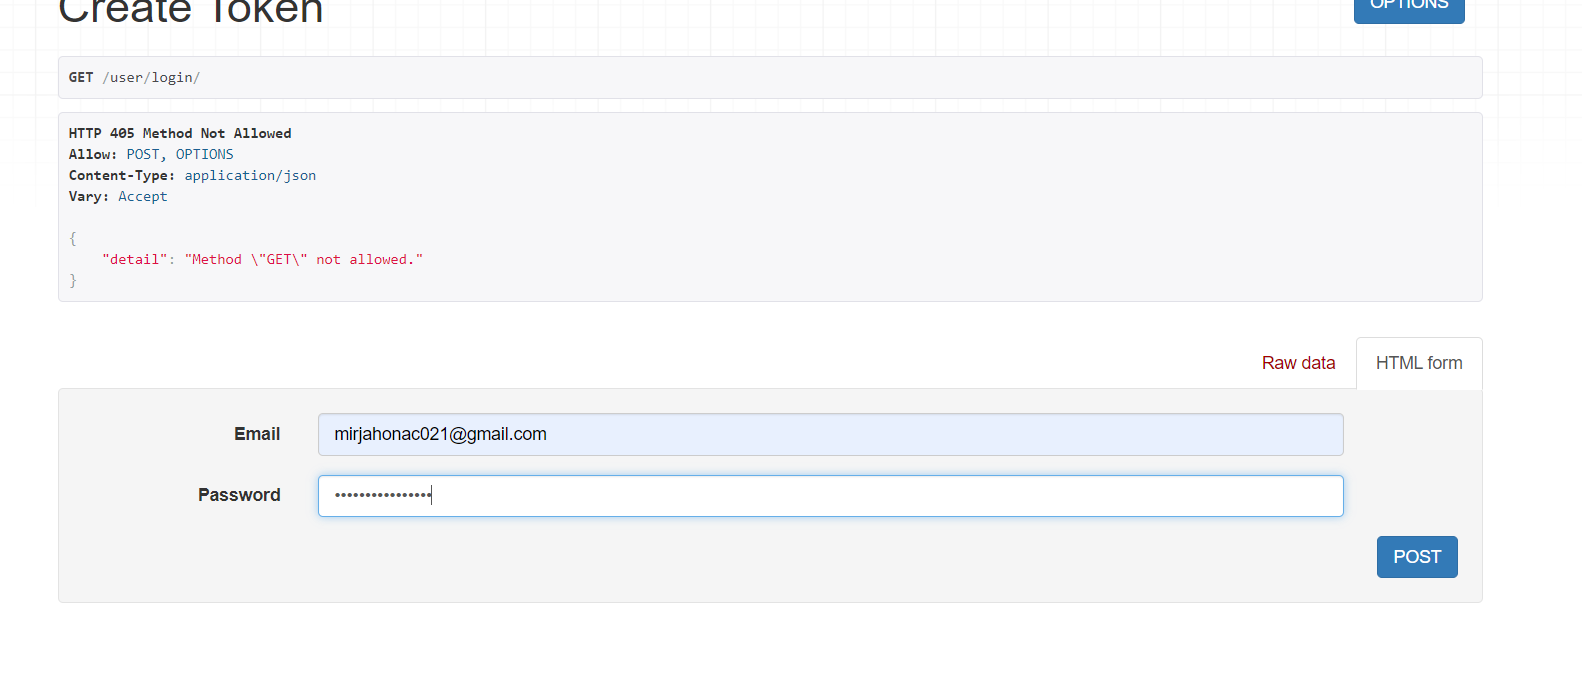 Create Token
OPTIONS
GET /user/login/
HTTP 405 Method Not Allowed
Allow: POST, OPTIONS
Content-Type: application/json
Vary: Accept
{
"detail": "Method \"GET\" not allowed."
}
Raw data
HTML form
Email
mirjahonac021@gmail.com
Password
••••••••••••••••
POST